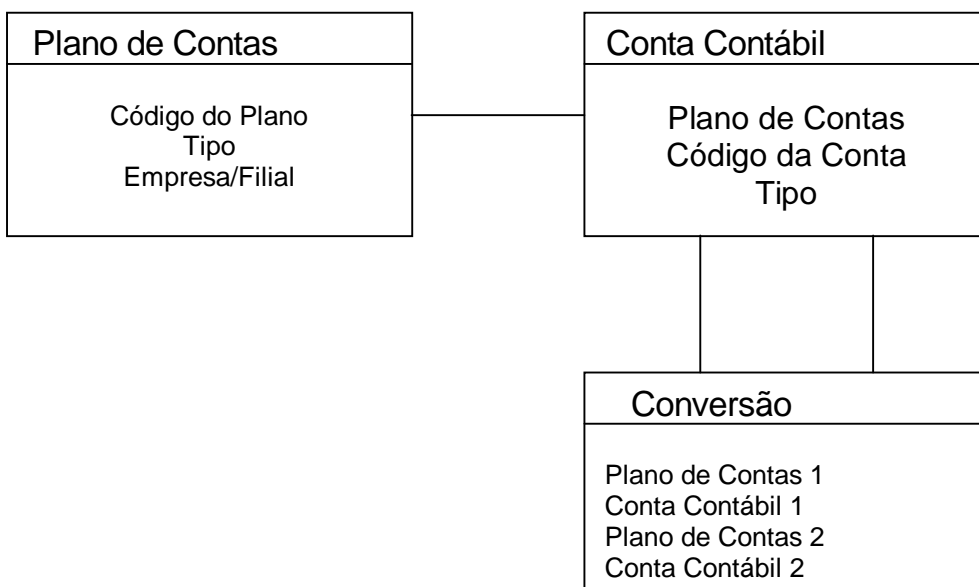 Plano de Contas
Código do Plano
Tipo
Empresa/Filial
Conta Contábil
Plano de Contas
Código da Conta
Tipo
Conversão
Plano de Contas 1
Conta Contábil 1
Plano de Contas 2
Conta Contábil 2